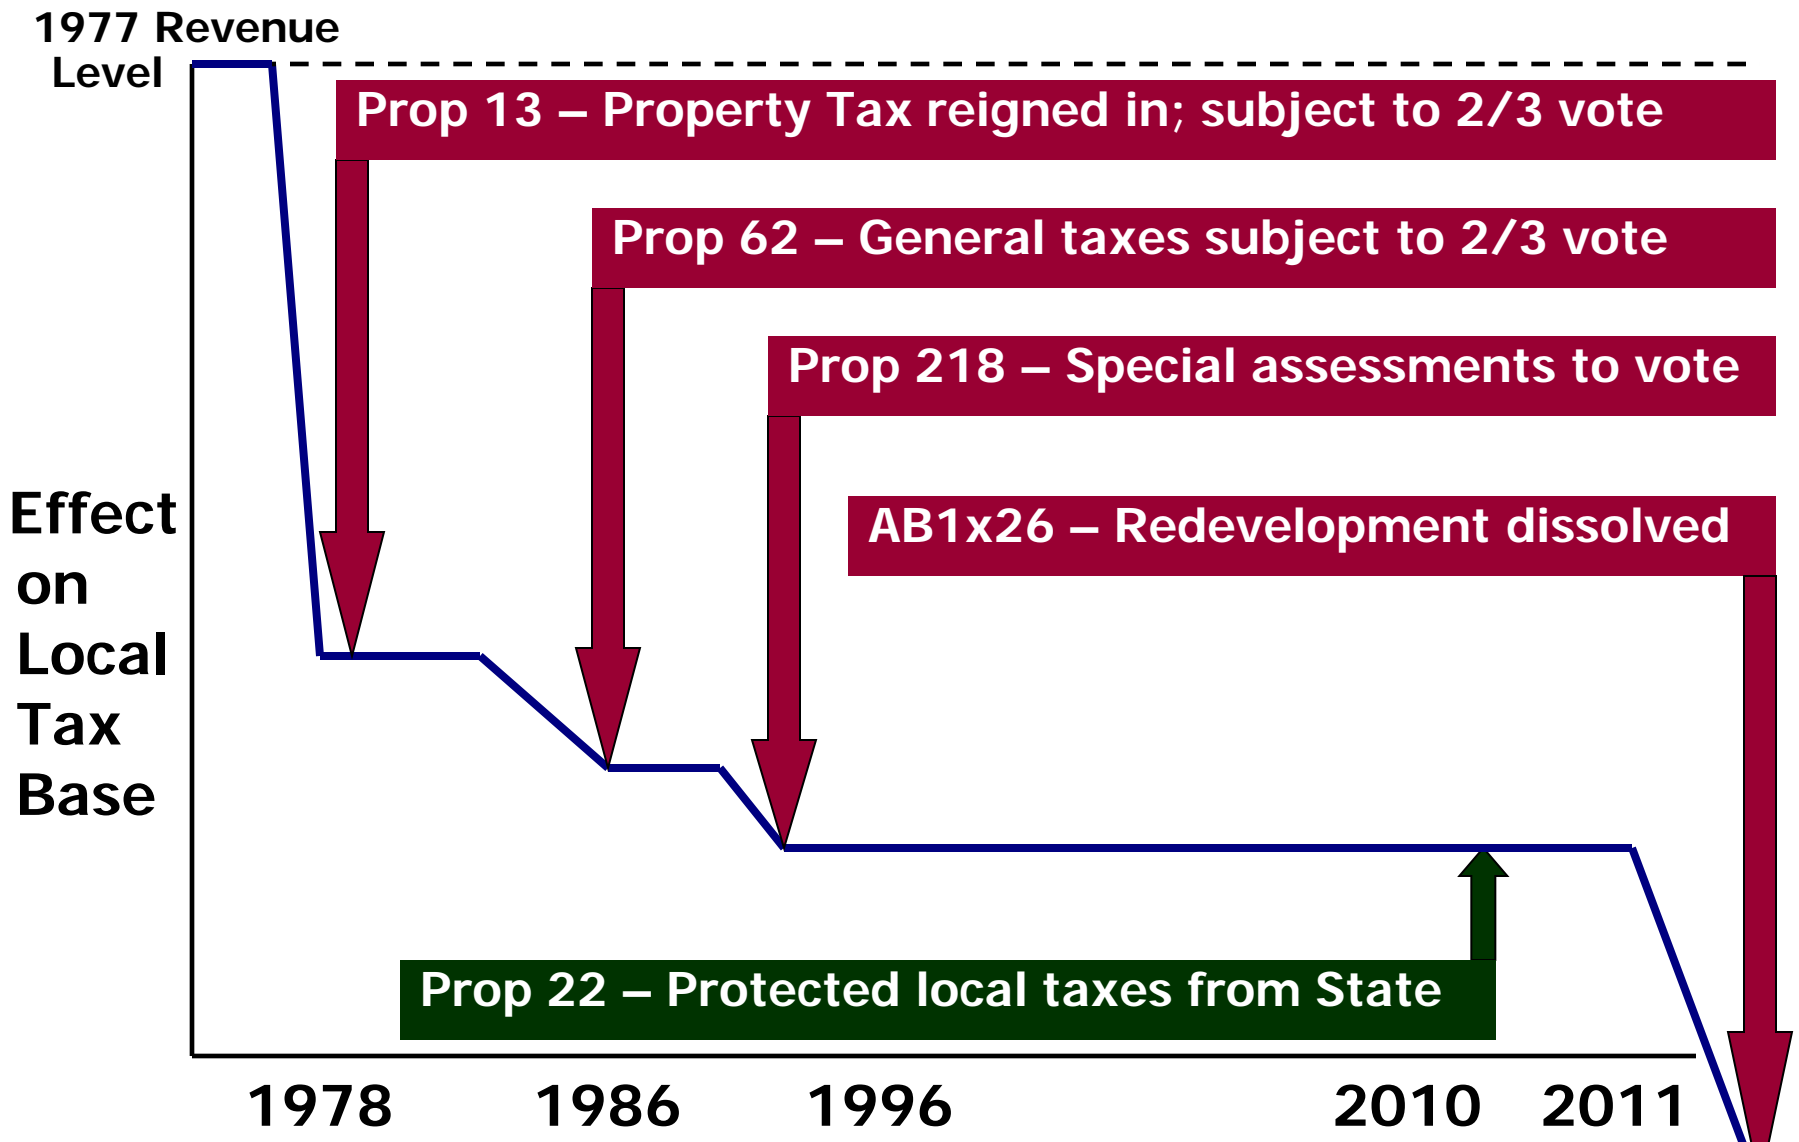 1977 Revenue
Level
Prop 13 – Property Tax reigned in; subject to 2/3 vote
Prop 62 – General taxes subject to 2/3 vote
Prop 218 – Special assessments to vote
AB1x26 – Redevelopment dissolved
Effect
on
Local
Tax
Base
Prop 22 – Protected local taxes from State
1978 1986 1996 2010 2011